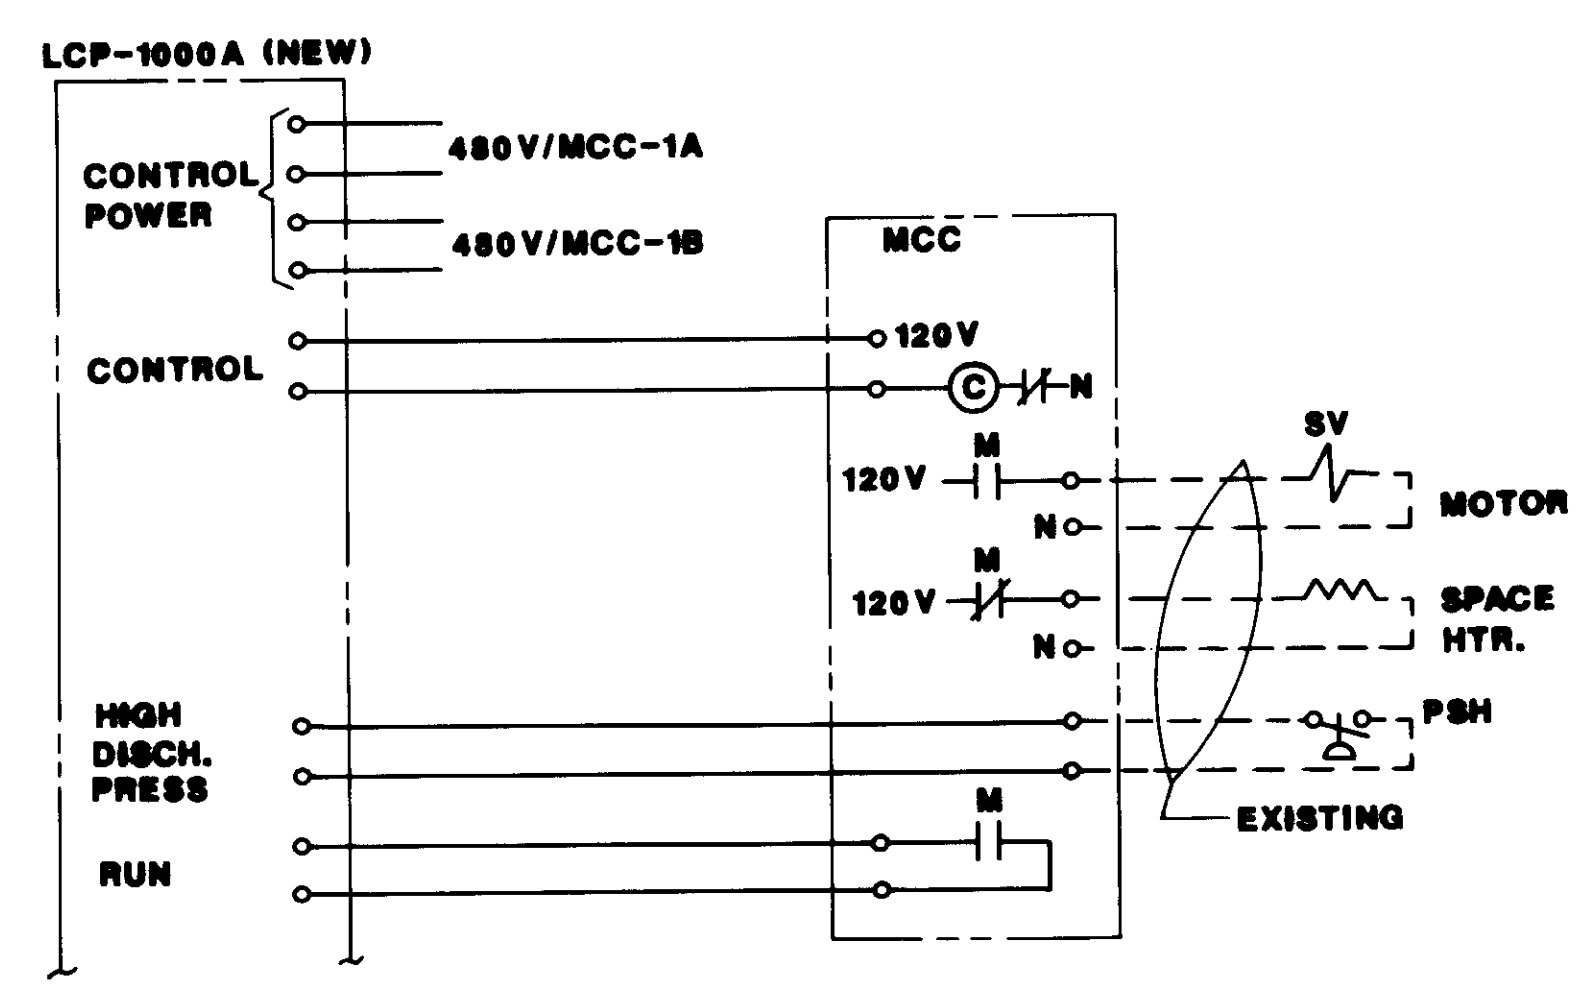 LCP-1000A (NEW)
480V/MCC-1A
CONTROL
POWER
480V/MCC-1B
MCC
120V
CONTROL
C
N
SV
M
120V
MOTOR
N
M
120V
SPACE
HTR.
N
HIGH
DISCH.
PRESS
PSH
M
EXISTING
RUN